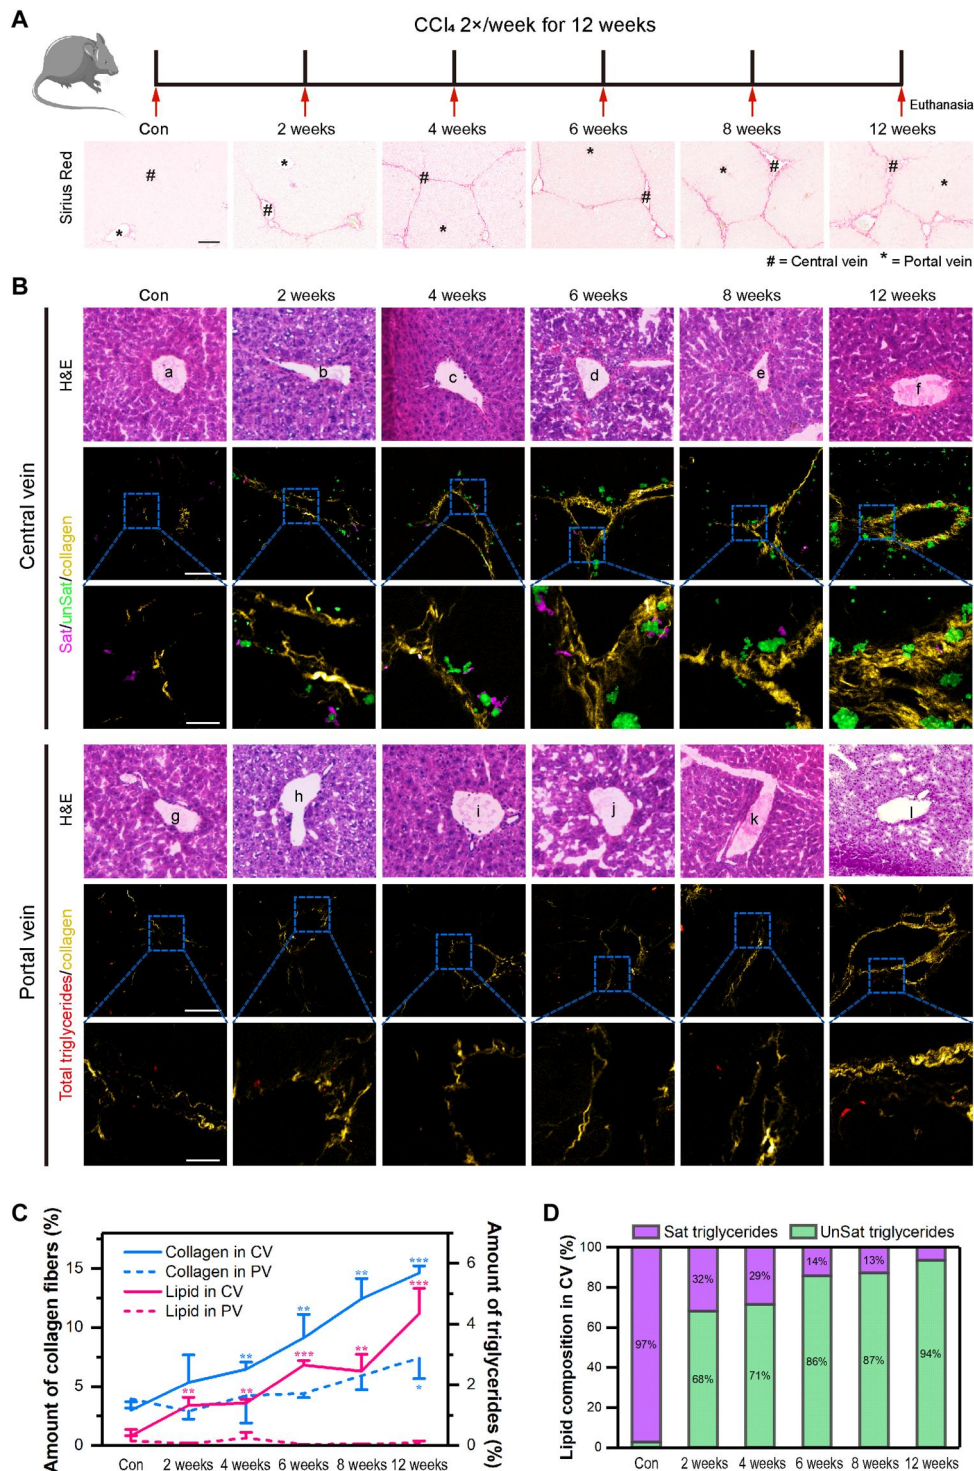 A
CCl₄ 2×/week for 12 weeks
Euthanasia
Con 2 weeks 4 weeks 6 weeks 8 weeks 12 weeks
Sirius Red
# * * # # * * # # * # *
# = Central vein * = Portal vein
B
Con 2 weeks 4 weeks 6 weeks 8 weeks 12 weeks
Central vein
H&E
a b c d e f
Sat/unSat/collagen
Portal vein
H&E
g h i j k l
Total triglycerides/collagen
C
Amount of collagen fibers (%)
Amount of triglycerides (%)
Collagen in CV
Collagen in PV
Lipid in CV
Lipid in PV
15
10
5
0
6
4
2
0
** ** ** ***
** ** *** ** ***
*
Con 2 weeks 4 weeks 6 weeks 8 weeks 12 weeks
D
Sat triglycerides UnSat triglycerides
Lipid composition in CV (%)
100
80
60
40
20
0
97% 32% 29% 14% 13%
68% 71% 86% 87% 94%
Con 2 weeks 4 weeks 6 weeks 8 weeks 12 weeks